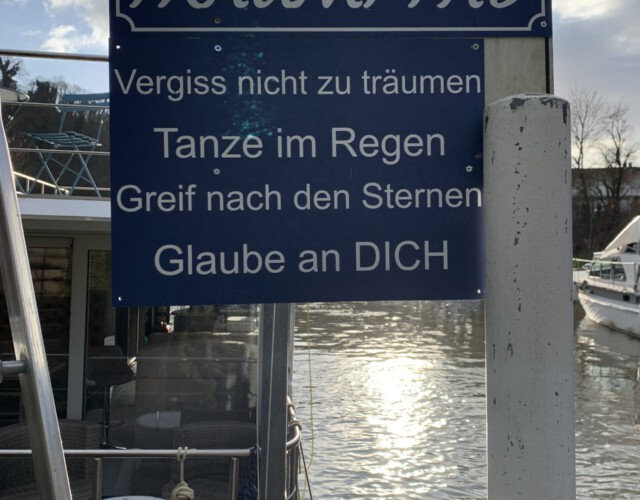 Vergiss nicht zu träumen
Tanze im Regen
Greif nach den Sternen
Glaube an DICH